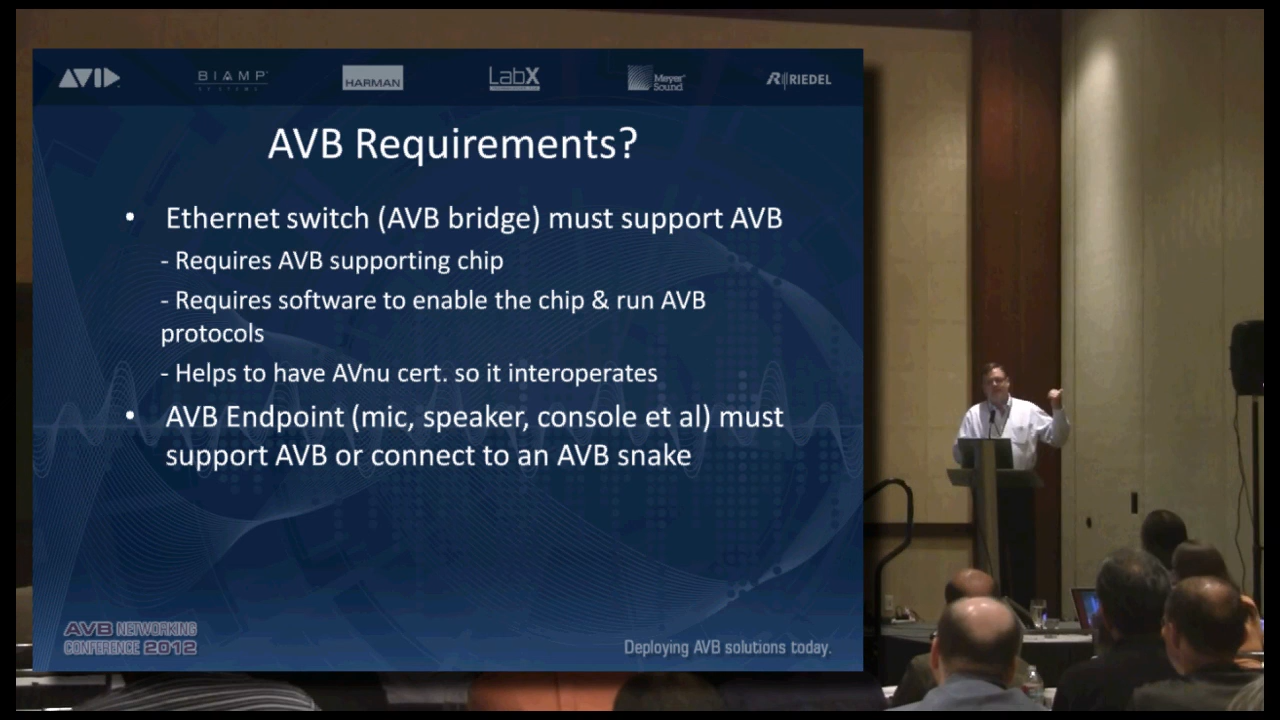 AVID
BIAMP
SYSTEMS
HARMAN
LabX
Meyer
Sound
RIEDEL
AVB Requirements?
• Ethernet switch (AVB bridge) must support AVB
- Requires AVB supporting chip
- Requires software to enable the chip & run AVB
protocols
- Helps to have AVnu cert. so it interoperates
• AVB Endpoint (mic, speaker, console et al) must
support AVB or connect to an AVB snake
AVB NETWORKING
CONFERENCE 2012
Deploying AVB solutions today.